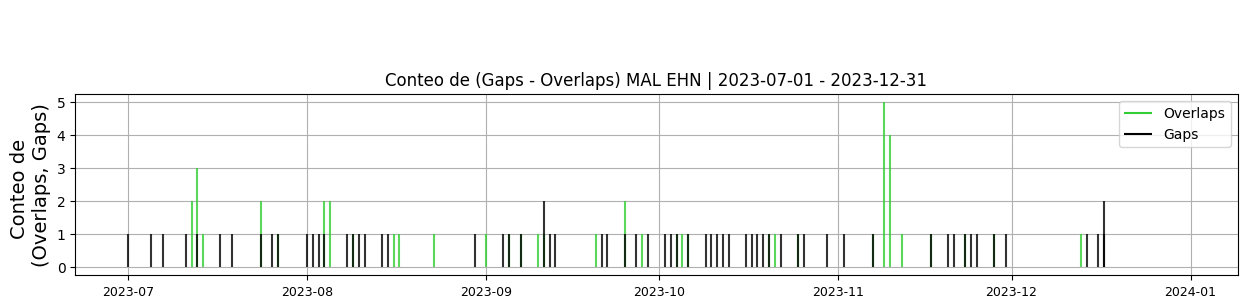 Conteo de (Gaps - Overlaps) MAL EHN | 2023-07-01 - 2023-12-31
Conteo de
(Overlaps, Gaps)
5
4
3
2
1
0
Overlaps
Gaps
2023-07
2023-08
2023-09
2023-10
2023-11
2023-12
2024-01